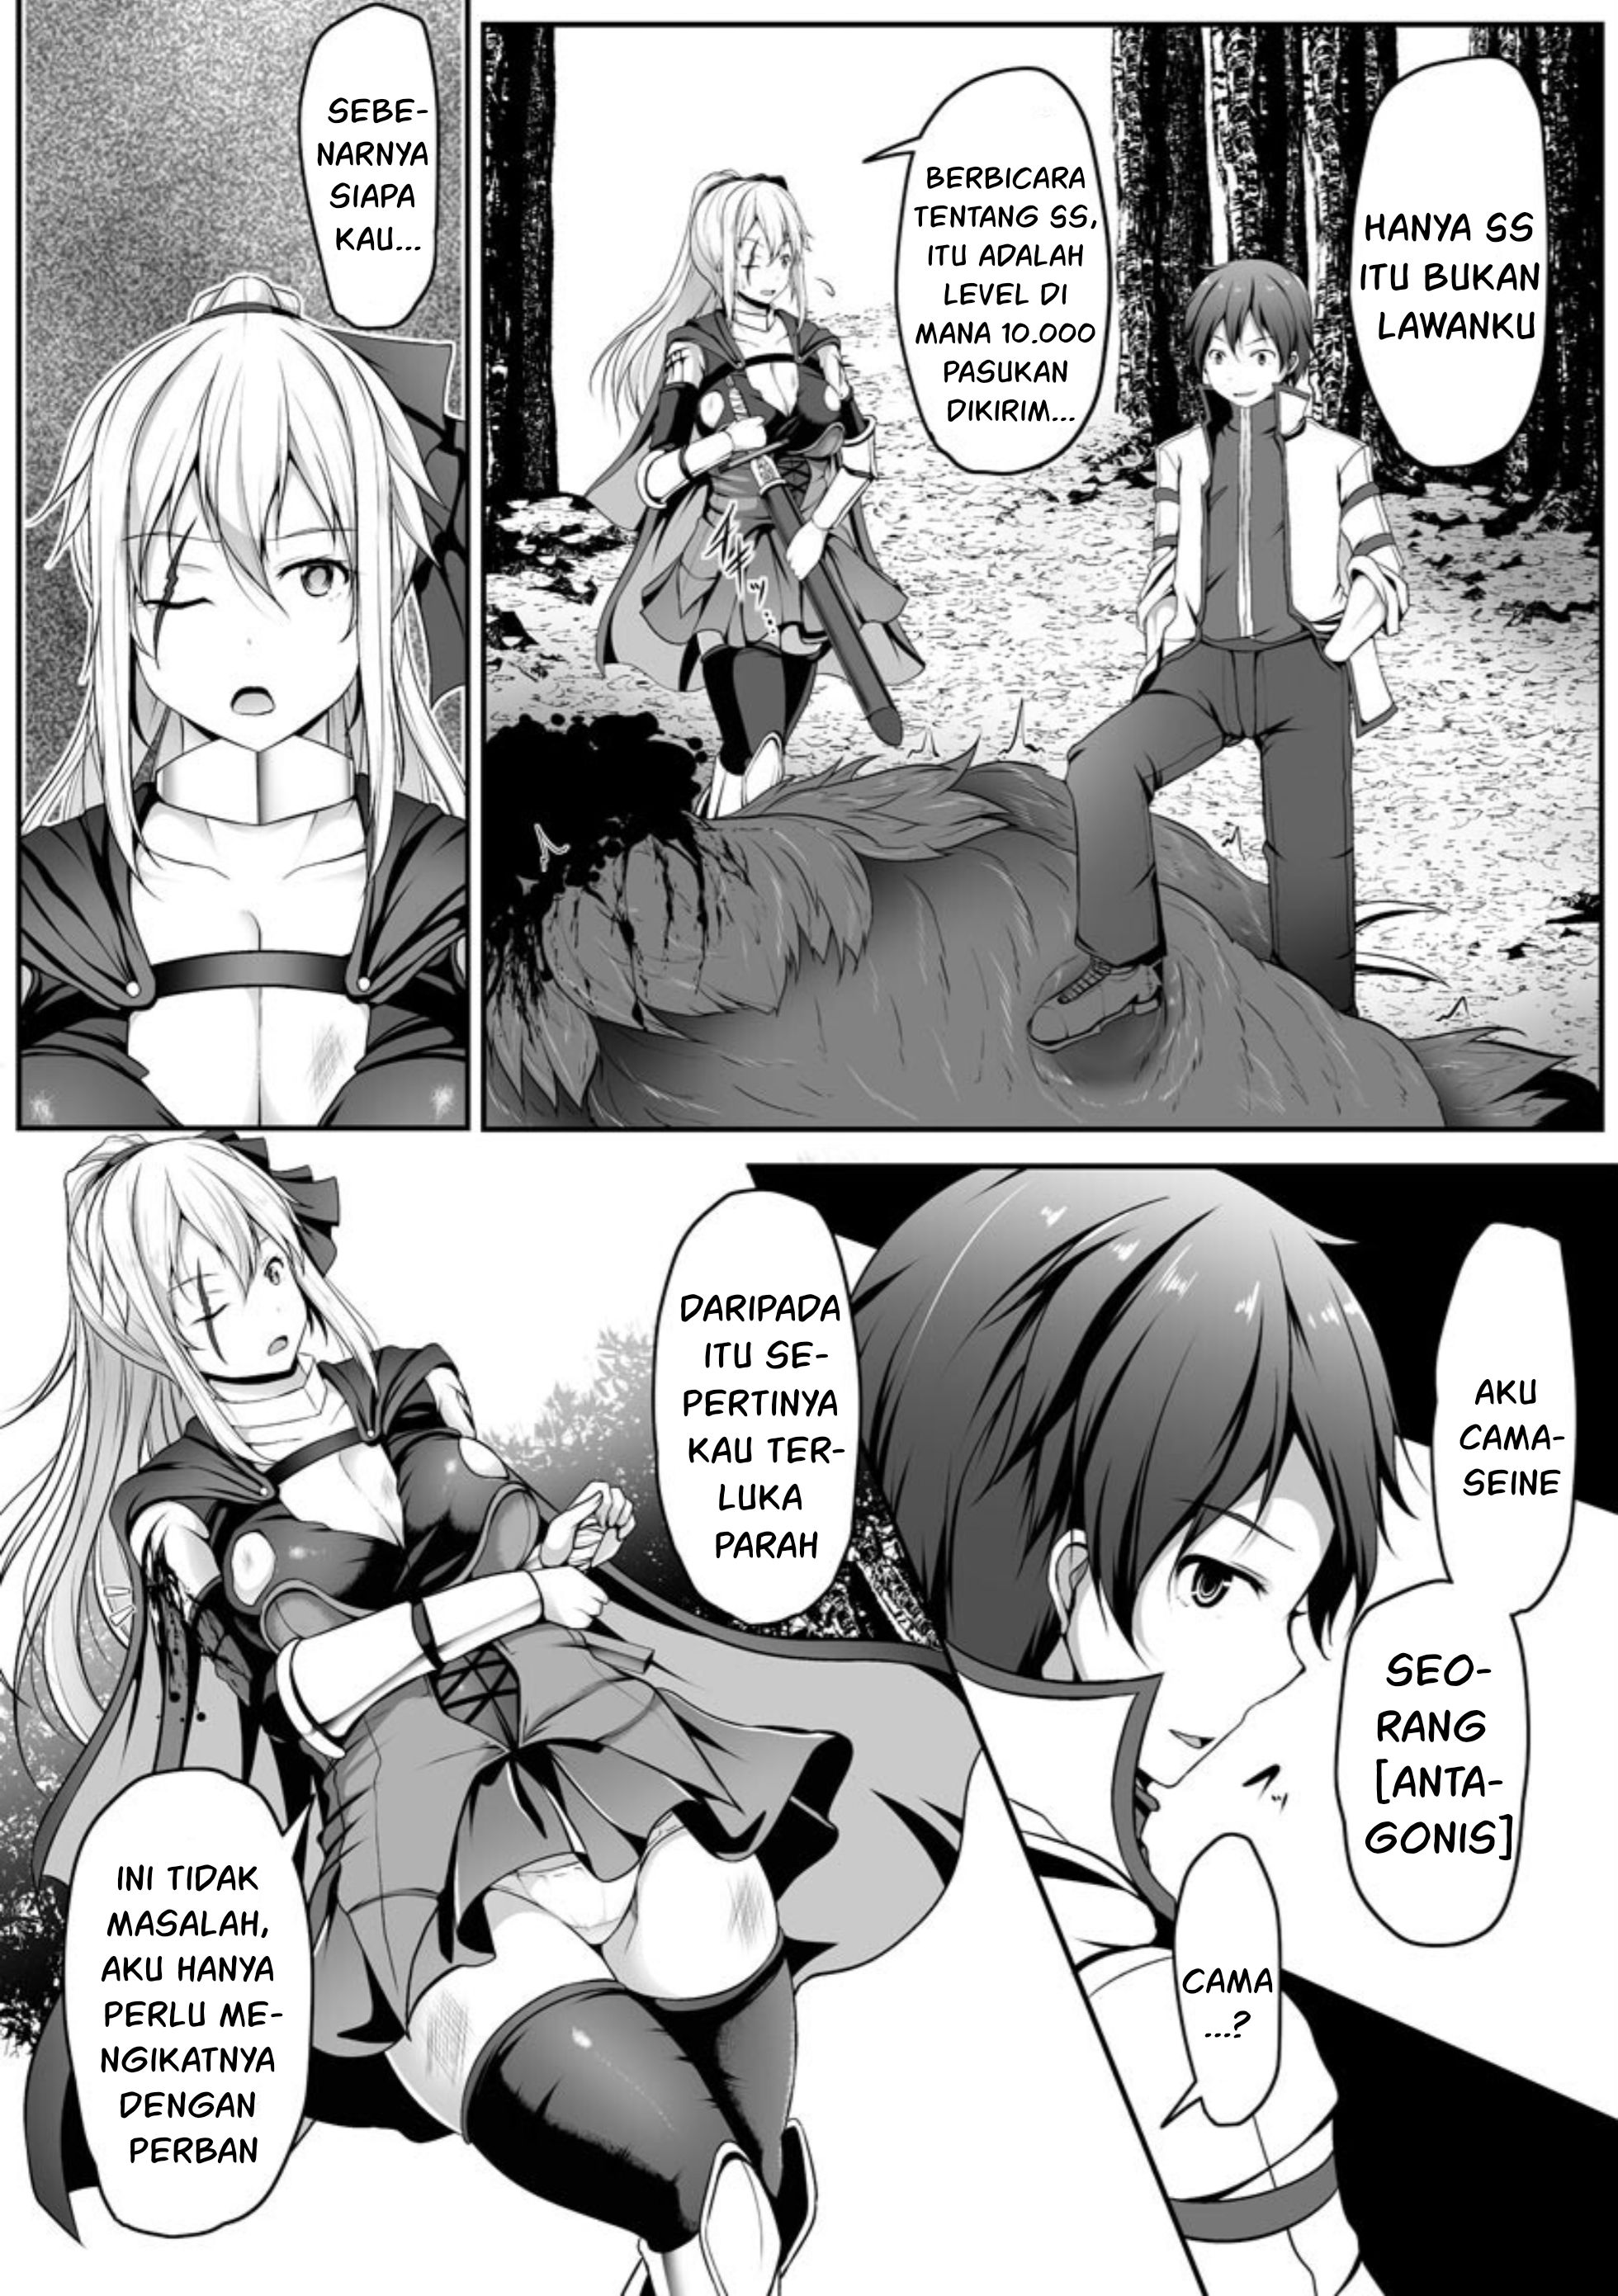 HANYA SS
ITU BUKAN
LAWANKU
BERBICARA
TENTANG SS,
ITU ADALAH
LEVEL DI
MANA 10.000
PASUKAN
DIKIRIM...
SEBE-
NARNYA
SIAPA
KAU...
AKU
CAMA-
SEINE
SEO-
RANG
[ANTA-
GONIS]
CAMA
...?
DARIPADA
ITU SE-
PERTINYA
KAU TER-
LUKA
PARAH
INI TIDAK
MASALAH,
AKU HANYA
PERLU ME-
NGIKATNYA
DENGAN
PERBAN